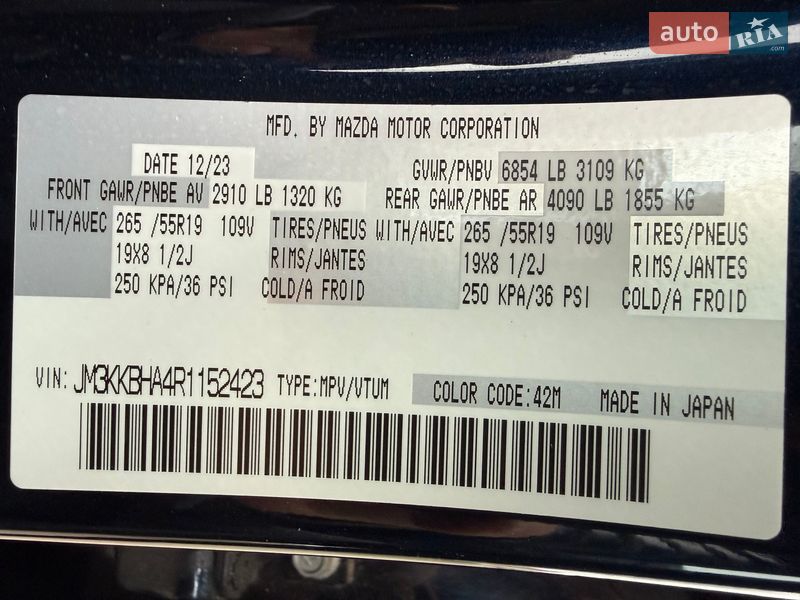 auto RIA.com
MFD. BY MAZDA MOTOR CORPORATION
DATE 12/23 GVWR/PNBV 6854 LB 3109 KG
FRONT GAWR/PNBE AV 2910 LB 1320 KG REAR GAWR/PNBE AR 4090 LB 1855 KG
WITH/AVEC 265 /55R19 109V TIRES/PNEUS WITH/AVEC 265 /55R19 109V TIRES/PNEUS
19X8 1/2J RIMS/JANTES 19X8 1/2J RIMS/JANTES
250 KPA/36 PSI COLD/A FROID 250 KPA/36 PSI COLD/A FROID
VIN: JM3KKBHA4R1152423 TYPE:MPV/VTUM COLOR CODE:42M MADE IN JAPAN